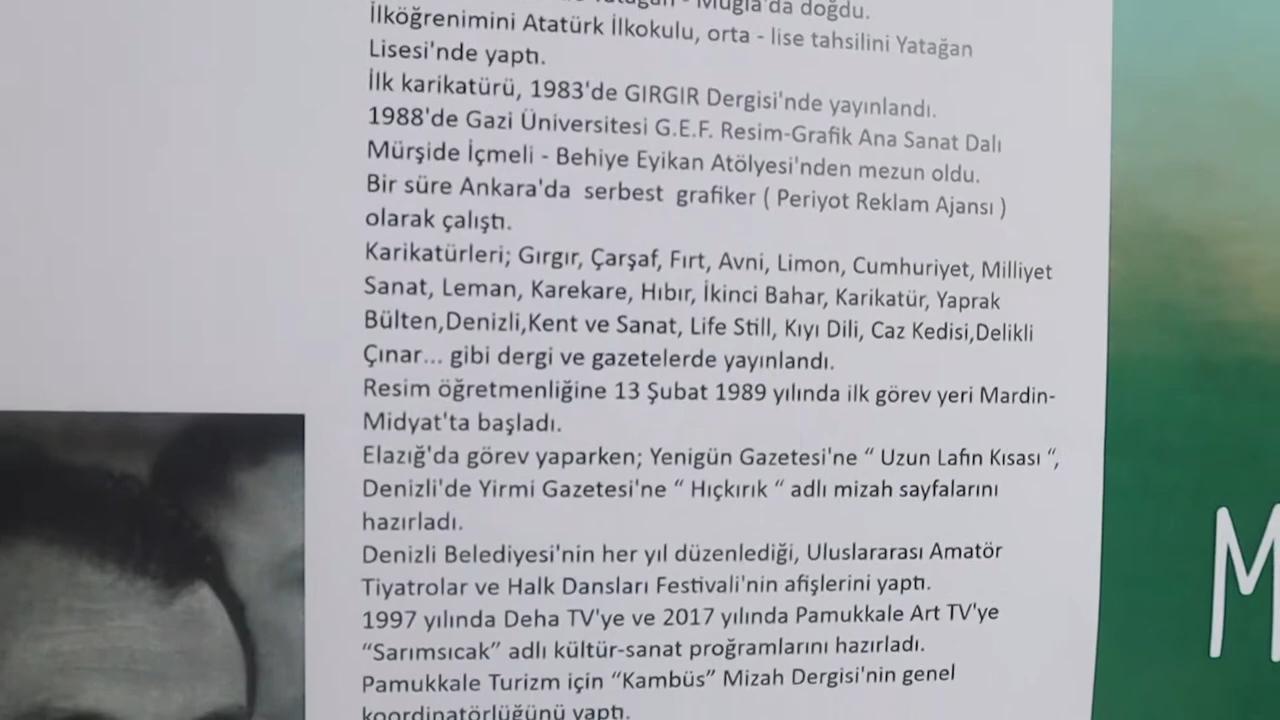 Yatağan - Muğla'da doğdu.
İlköğrenimini Atatürk İlkokulu, orta - lise tahsilini Yatağan
Lisesi'nde yaptı.
İlk karikatürü, 1983'de GIRGIR Dergisi'nde yayınlandı.
1988'de Gazi Üniversitesi G.E.F. Resim-Grafik Ana Sanat Dalı
Mürşide İçmeli - Behiye Eyikan Atölyesi'nden mezun oldu.
Bir süre Ankara'da serbest grafiker ( Periyot Reklam Ajansı )
olarak çalıştı.
Karikatürleri; Gırgır, Çarşaf, Fırt, Avni, Limon, Cumhuriyet, Milliyet
Sanat, Leman, Karekare, Hıbır, İkinci Bahar, Karikatür, Yaprak
Bülten,Denizli,Kent ve Sanat, Life Still, Kıyı Dili, Caz Kedisi,Delikli
Çınar... gibi dergi ve gazetelerde yayınlandı.
Resim öğretmenliğine 13 Şubat 1989 yılında ilk görev yeri Mardin-
Midyat'ta başladı.
Elazığ'da görev yaparken; Yenigün Gazetesi'ne “ Uzun Lafın Kısası “,
Denizli'de Yirmi Gazetesi'ne “ Hıçkırık “ adlı mizah sayfalarını
hazırladı.
Denizli Belediyesi'nin her yıl düzenlediği, Uluslararası Amatör
Tiyatrolar ve Halk Dansları Festivali'nin afişlerini yaptı.
1997 yılında Deha TV'ye ve 2017 yılında Pamukkale Art TV'ye
“Sarımsıcak” adlı kültür-sanat proğramlarını hazırladı.
Pamukkale Turizm için “Kambüs” Mizah Dergisi'nin genel
koordinatörlüğünü yaptı.
M